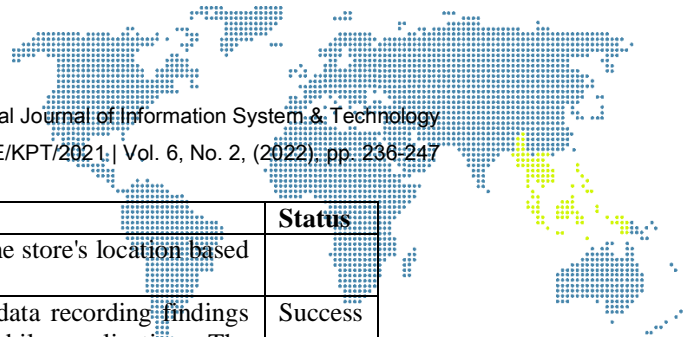 al Journal of Information System & Technology
E/KPT/2021 | Vol. 6, No. 2, (2022), pp. 236-247
Status
e store's location based
data recording findings Success